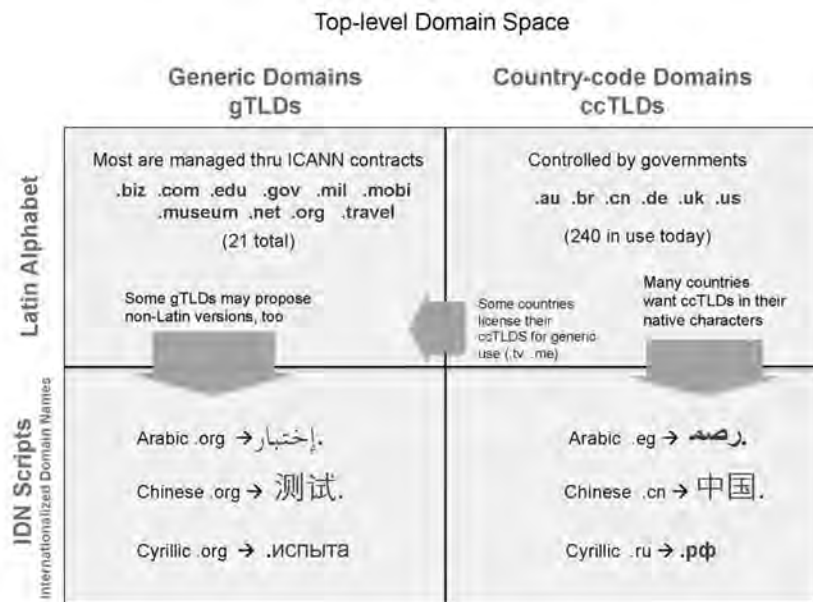 Top-level Domain Space
Generic Domains
gTLDs
Country-code Domains
ccTLDs
Latin Alphabet
Most are managed thru ICANN contracts
.biz .com .edu .gov .mil .mobi
.museum .net .org .travel
(21 total)
Controlled by governments
.au .br .cn .de .uk .us
(240 in use today)
Some gTLDs may propose
non-Latin versions, too
Some countries
license their
ccTLDS for generic
use (.tv .me)
Many countries
want ccTLDs in their
native characters
IDN Scripts
Internationalized Domain Names
Arabic .org → .إختبار
Chinese .org → 测试.
Cyrillic .org → .испыта
Arabic .eg → .رصم
Chinese .cn → 中国.
Cyrillic .ru → .рф